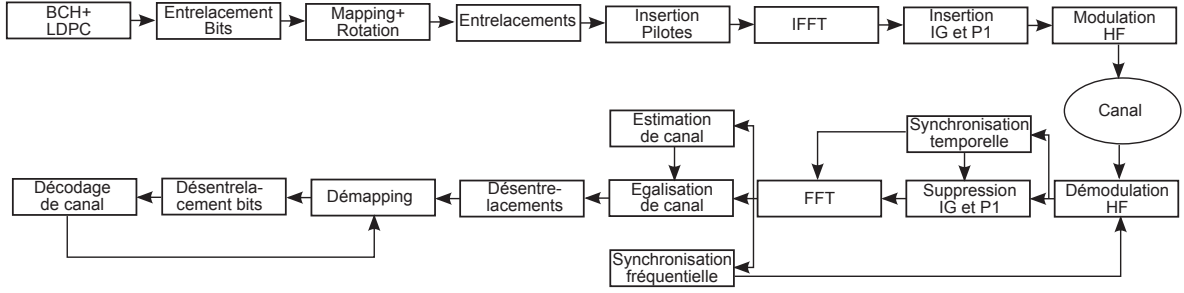 BCH+
LDPC
Entrelacement
Bits
Mapping+
Rotation
Entrelacements
Insertion
Pilotes
IFFT
Insertion
IG et P1
Modulation
HF
Canal
Estimation
de canal
Synchronisation
temporelle
Décodage
de canal
Désentrela-
cement bits
Démapping
Désentre-
lacements
Egalisation
de canal
FFT
Suppression
IG et P1
Démodulation
HF
Synchronisation
fréquentielle